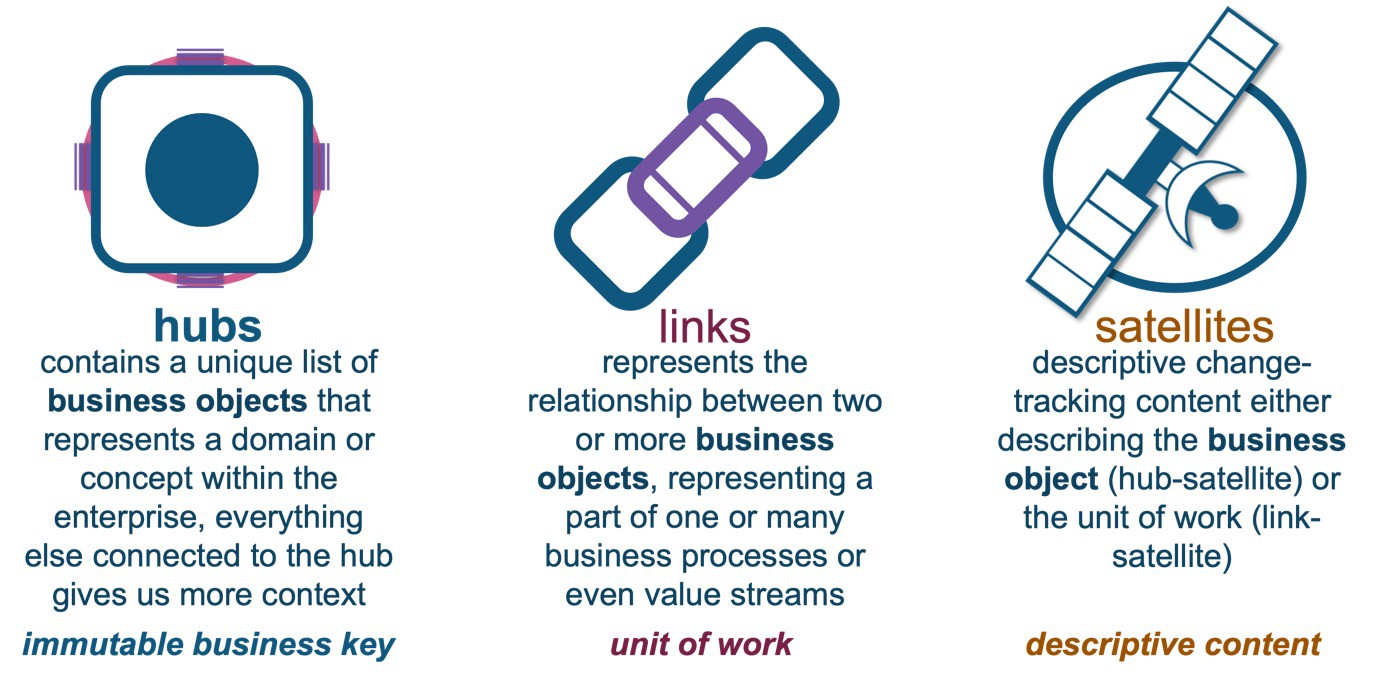 hubs
contains a unique list of
business objects that
represents a domain or
concept within the
enterprise, everything
else connected to the hub
gives us more context
immutable business key
links
represents the
relationship between two
or more business
objects, representing a
part of one or many
business processes or
even value streams
unit of work
satellites
descriptive change-
tracking content either
describing the business
object (hub-satellite) or
the unit of work (link-
satellite)
descriptive content